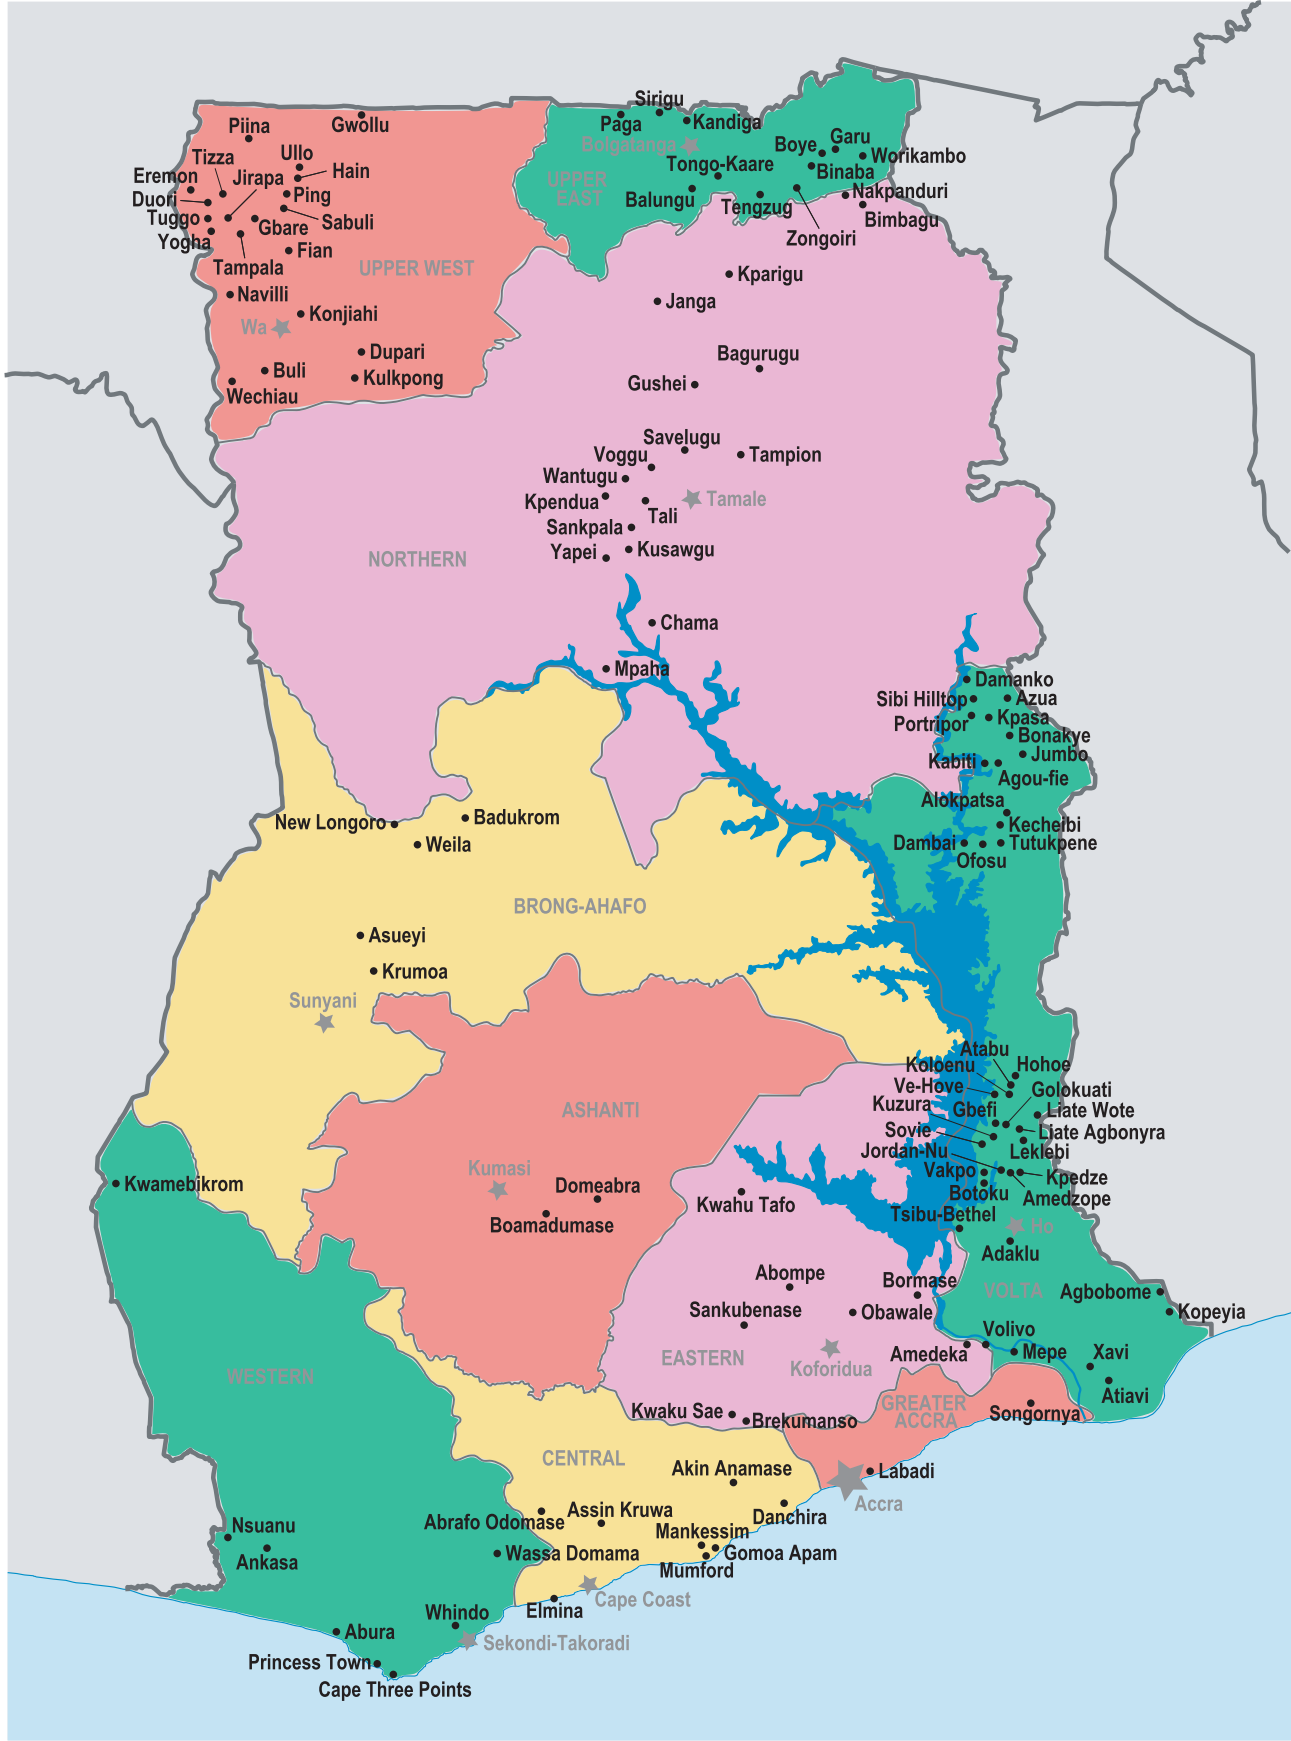 Sirigu
Paga
Kandiga
Bolgatanga
Piina
Gwollu
Boye
Garu
Worikambo
Tizza
Ullo
Hain
Tongo-Kaare
Binaba
Eremon
Jirapa
UPPER
EAST
Duori
Ping
Balungu
Tengzug
Nakpanduri
Tuggo
Gbare
Sabuli
Bimbagu
Yogha
Fian
Zongoiri
Tampala
UPPER WEST
Kparigu
Navilli
Janga
Konjiahi
Wa
Dupari
Bagurugu
Buli
Kulkpong
Gushei
Wechiau
Savelugu
Voggu
Tampion
Wantugu
Kpendua
Tamale
Tali
Sankpala
Yapei
Kusawgu
NORTHERN
Chama
Mpaha
Damanko
Sibi Hilltop
Azua
Portripor
Kpasa
Bonakye
Jumbo
Kabiti
Agou-fie
Alokpatsa
New Longoro
Badukrom
Kecheibi
Weila
Dambai
Tutukpene
Ofosu
BRONG-AHAFO
Asueyi
Krumoa
Sunyani
Atabu
Koloenu
Hohoe
Ve-Hove
Golokuati
Kuzura
Gbefi
Liate Wote
ASHANTI
Sovie
Liate Agbonyra
Jordan-Nu
Leklebi
Kumasi
Vakpo
Kpedze
Kwamebikrom
Domeabra
Botoku
Amedzope
Kwahu Tafo
Boamadumase
Tsibu-Bethel
Ho
Adaklu
Abompe
Bormase
VOLTA
Agbobome
Sankubenase
Obawale
Kopeyia
Volivo
EASTERN
Amedeka
Mepe
Xavi
WESTERN
Koforidua
Atiavi
GREATER
ACCRA
Kwaku Sae
Brekumanso
Songornya
CENTRAL
Akin Anamase
Labadi
Accra
Abrafo Odomase
Assin Kruwa
Danchira
Nsuanu
Mankessim
Ankasa
Wassa Domama
Gomoa Apam
Mumford
Cape Coast
Elmina
Whindo
Abura
Sekondi-Takoradi
Princess Town
Cape Three Points